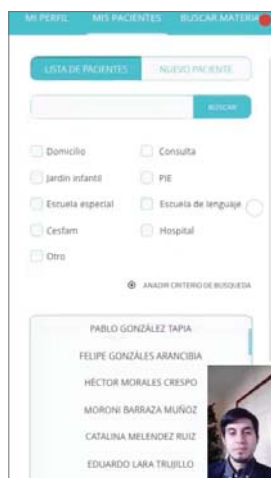 MI PERFIL MIS PACIENTES BUSCAR MATERIA
LISTA DE PACIENTES NUEVO PACIENTE
BUSCAR
Domicilio Consulta
Jardín infantil PIE
Escuela especial Escuela de lenguaje
Cesfam Hospital
Otro
AÑADIR CRITERIO DE BUSQUEDA
PABLO GONZÁLEZ TAPIA
FELIPE GONZÁLES ARANCIBIA
HÉCTOR MORALES CRESPO
MORONI BARRAZA MUÑOZ
CATALINA MELENDEZ RUIZ
EDUARDO LARA TRUJILLO